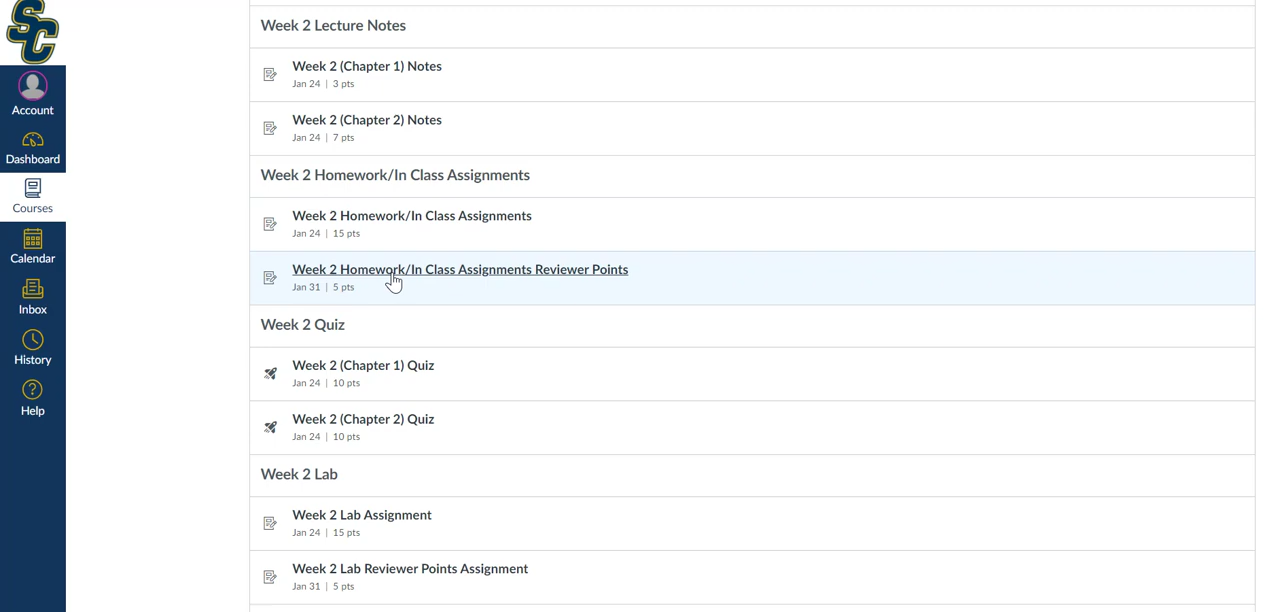 SC
Account
Dashboard
Courses
Calendar
Inbox
History
?
Help
Week 2 Lecture Notes
Week 2 (Chapter 1) Notes
Jan 24 | 3 pts
Week 2 (Chapter 2) Notes
Jan 24 | 7 pts
Week 2 Homework/In Class Assignments
Week 2 Homework/In Class Assignments
Jan 24 | 15 pts
Week 2 Homework/In Class Assignments Reviewer Points
Jan 31 | 5 pts
Week 2 Quiz
Week 2 (Chapter 1) Quiz
Jan 24 | 10 pts
Week 2 (Chapter 2) Quiz
Jan 24 | 10 pts
Week 2 Lab
Week 2 Lab Assignment
Jan 24 | 15 pts
Week 2 Lab Reviewer Points Assignment
Jan 31 | 5 pts